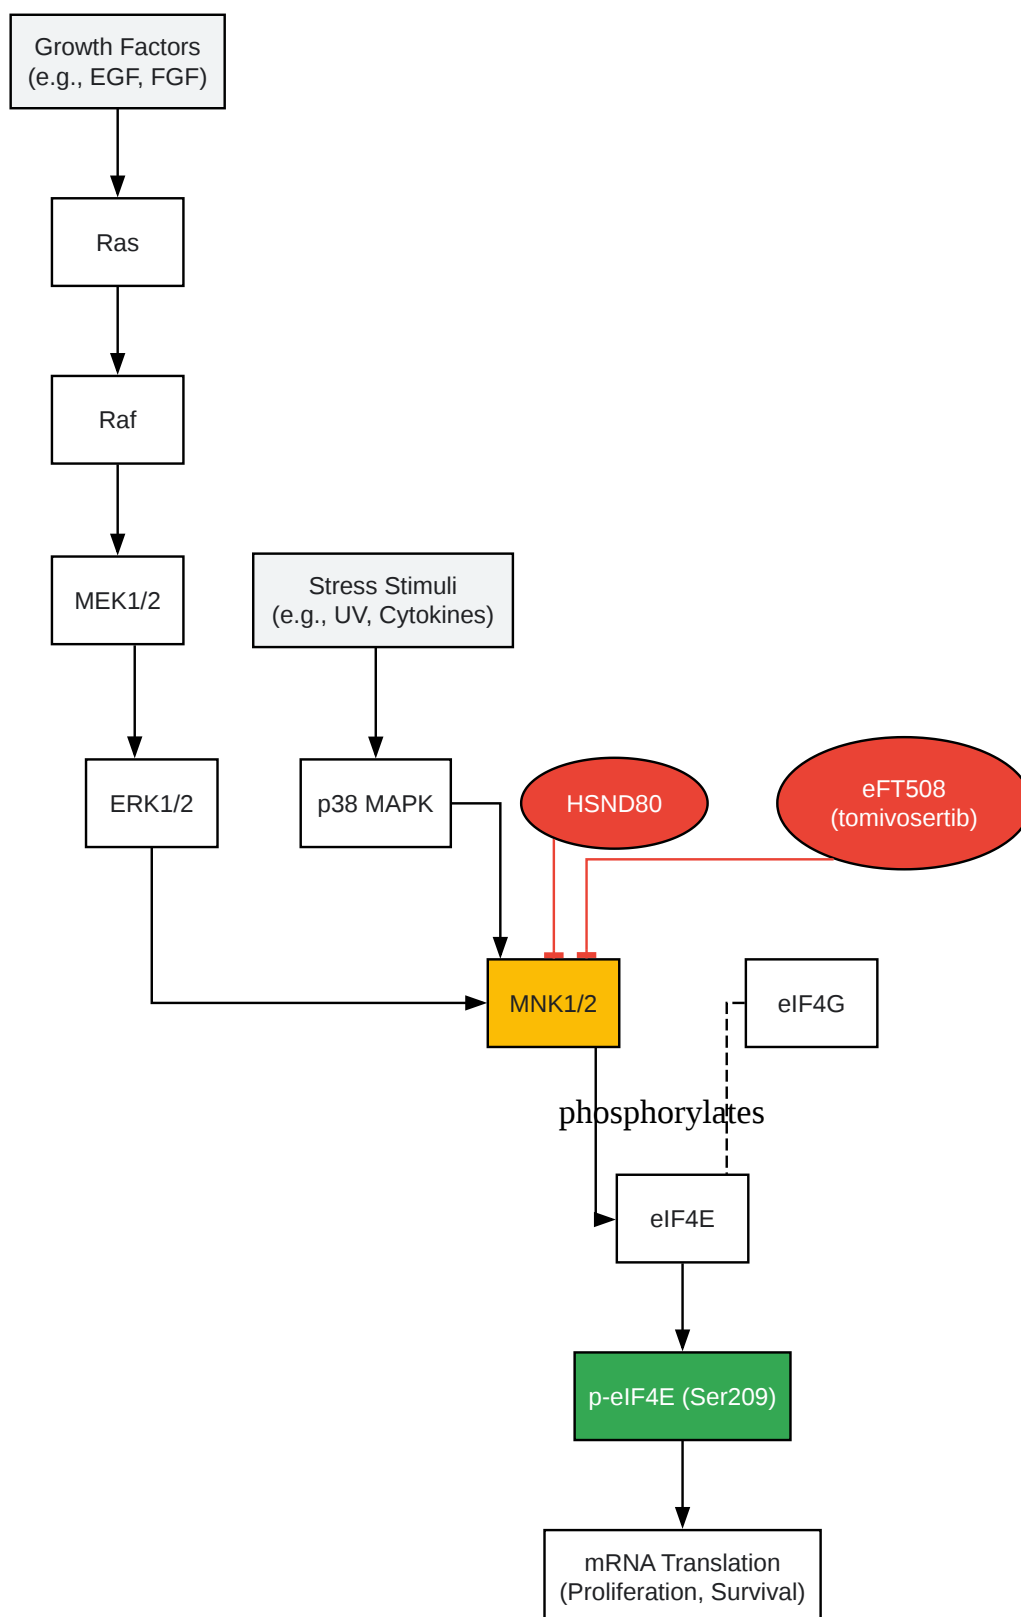 Growth Factors
(e.g., EGF, FGF)
Ras
Raf
MEK1/2
Stress Stimuli
(e.g., UV, Cytokines)
ERK1/2
p38 MAPK
HSND80
eFT508
(tomivosertib)
MNK1/2
eIF4G
phosphorylates
eIF4E
p-eIF4E (Ser209)
mRNA Translation
(Proliferation, Survival)